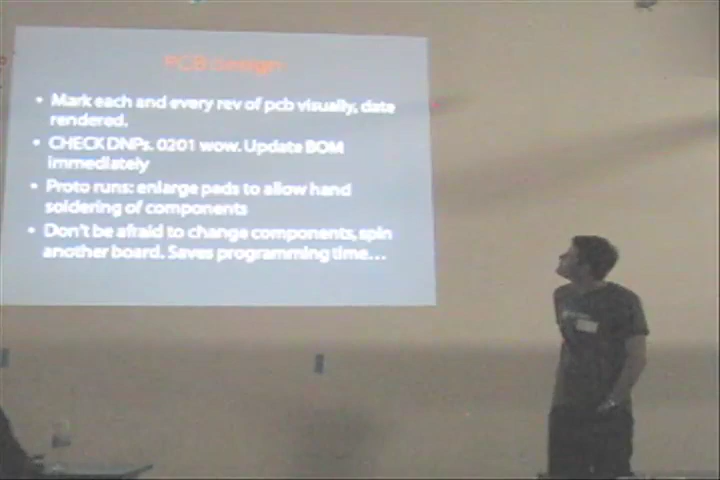 PCB Design
• Mark each and every rev of pcb visually, date
rendered.
• CHECK DNPs. 0201 wow. Update BOM
immediately
• Proto runs: enlarge pads to allow hand
soldering of components
• Don't be afraid to change components, spin
another board. Saves programming time...